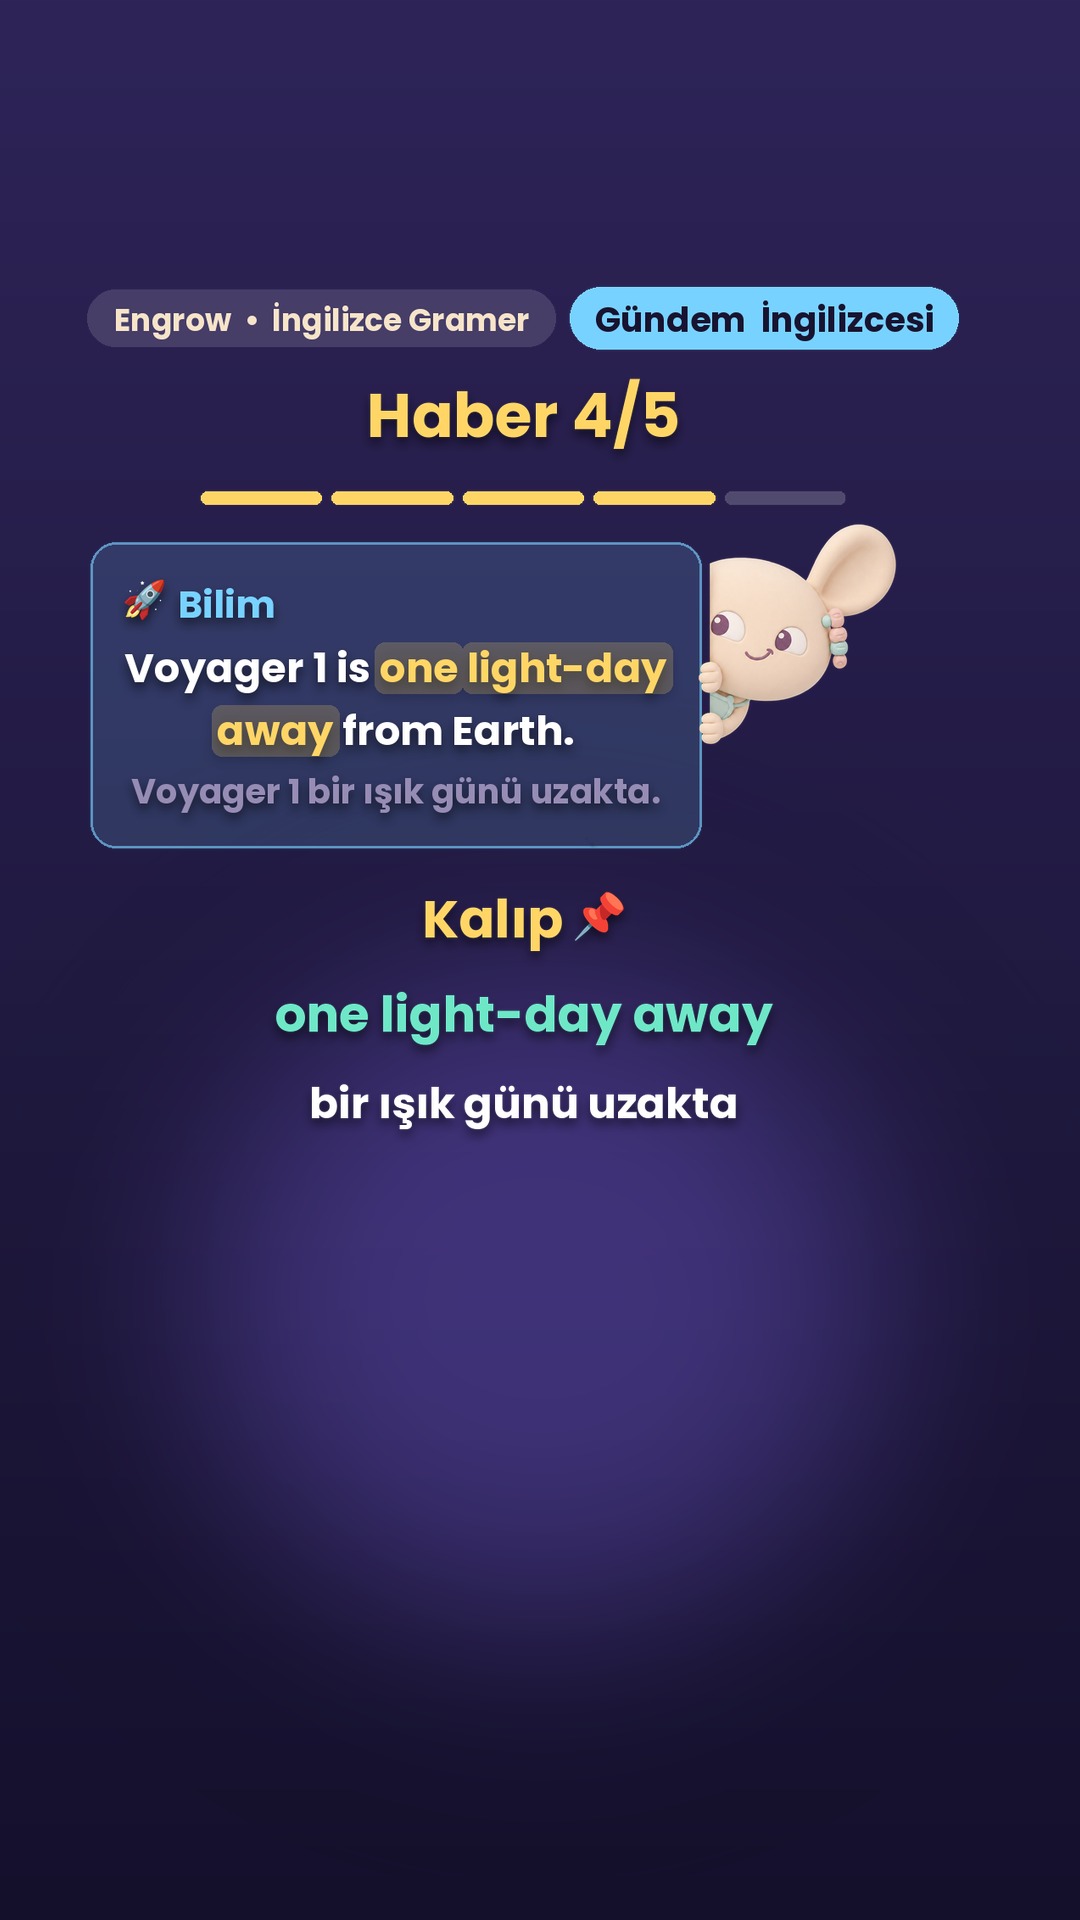 Engrow • İngilizce Gramer
Gündem İngilizcesi
Haber 4/5
Bilim
Voyager 1 is one light-day
away from Earth.
Voyager 1 bir ışık günü uzakta.
Kalıp
one light-day away
bir ışık günü uzakta